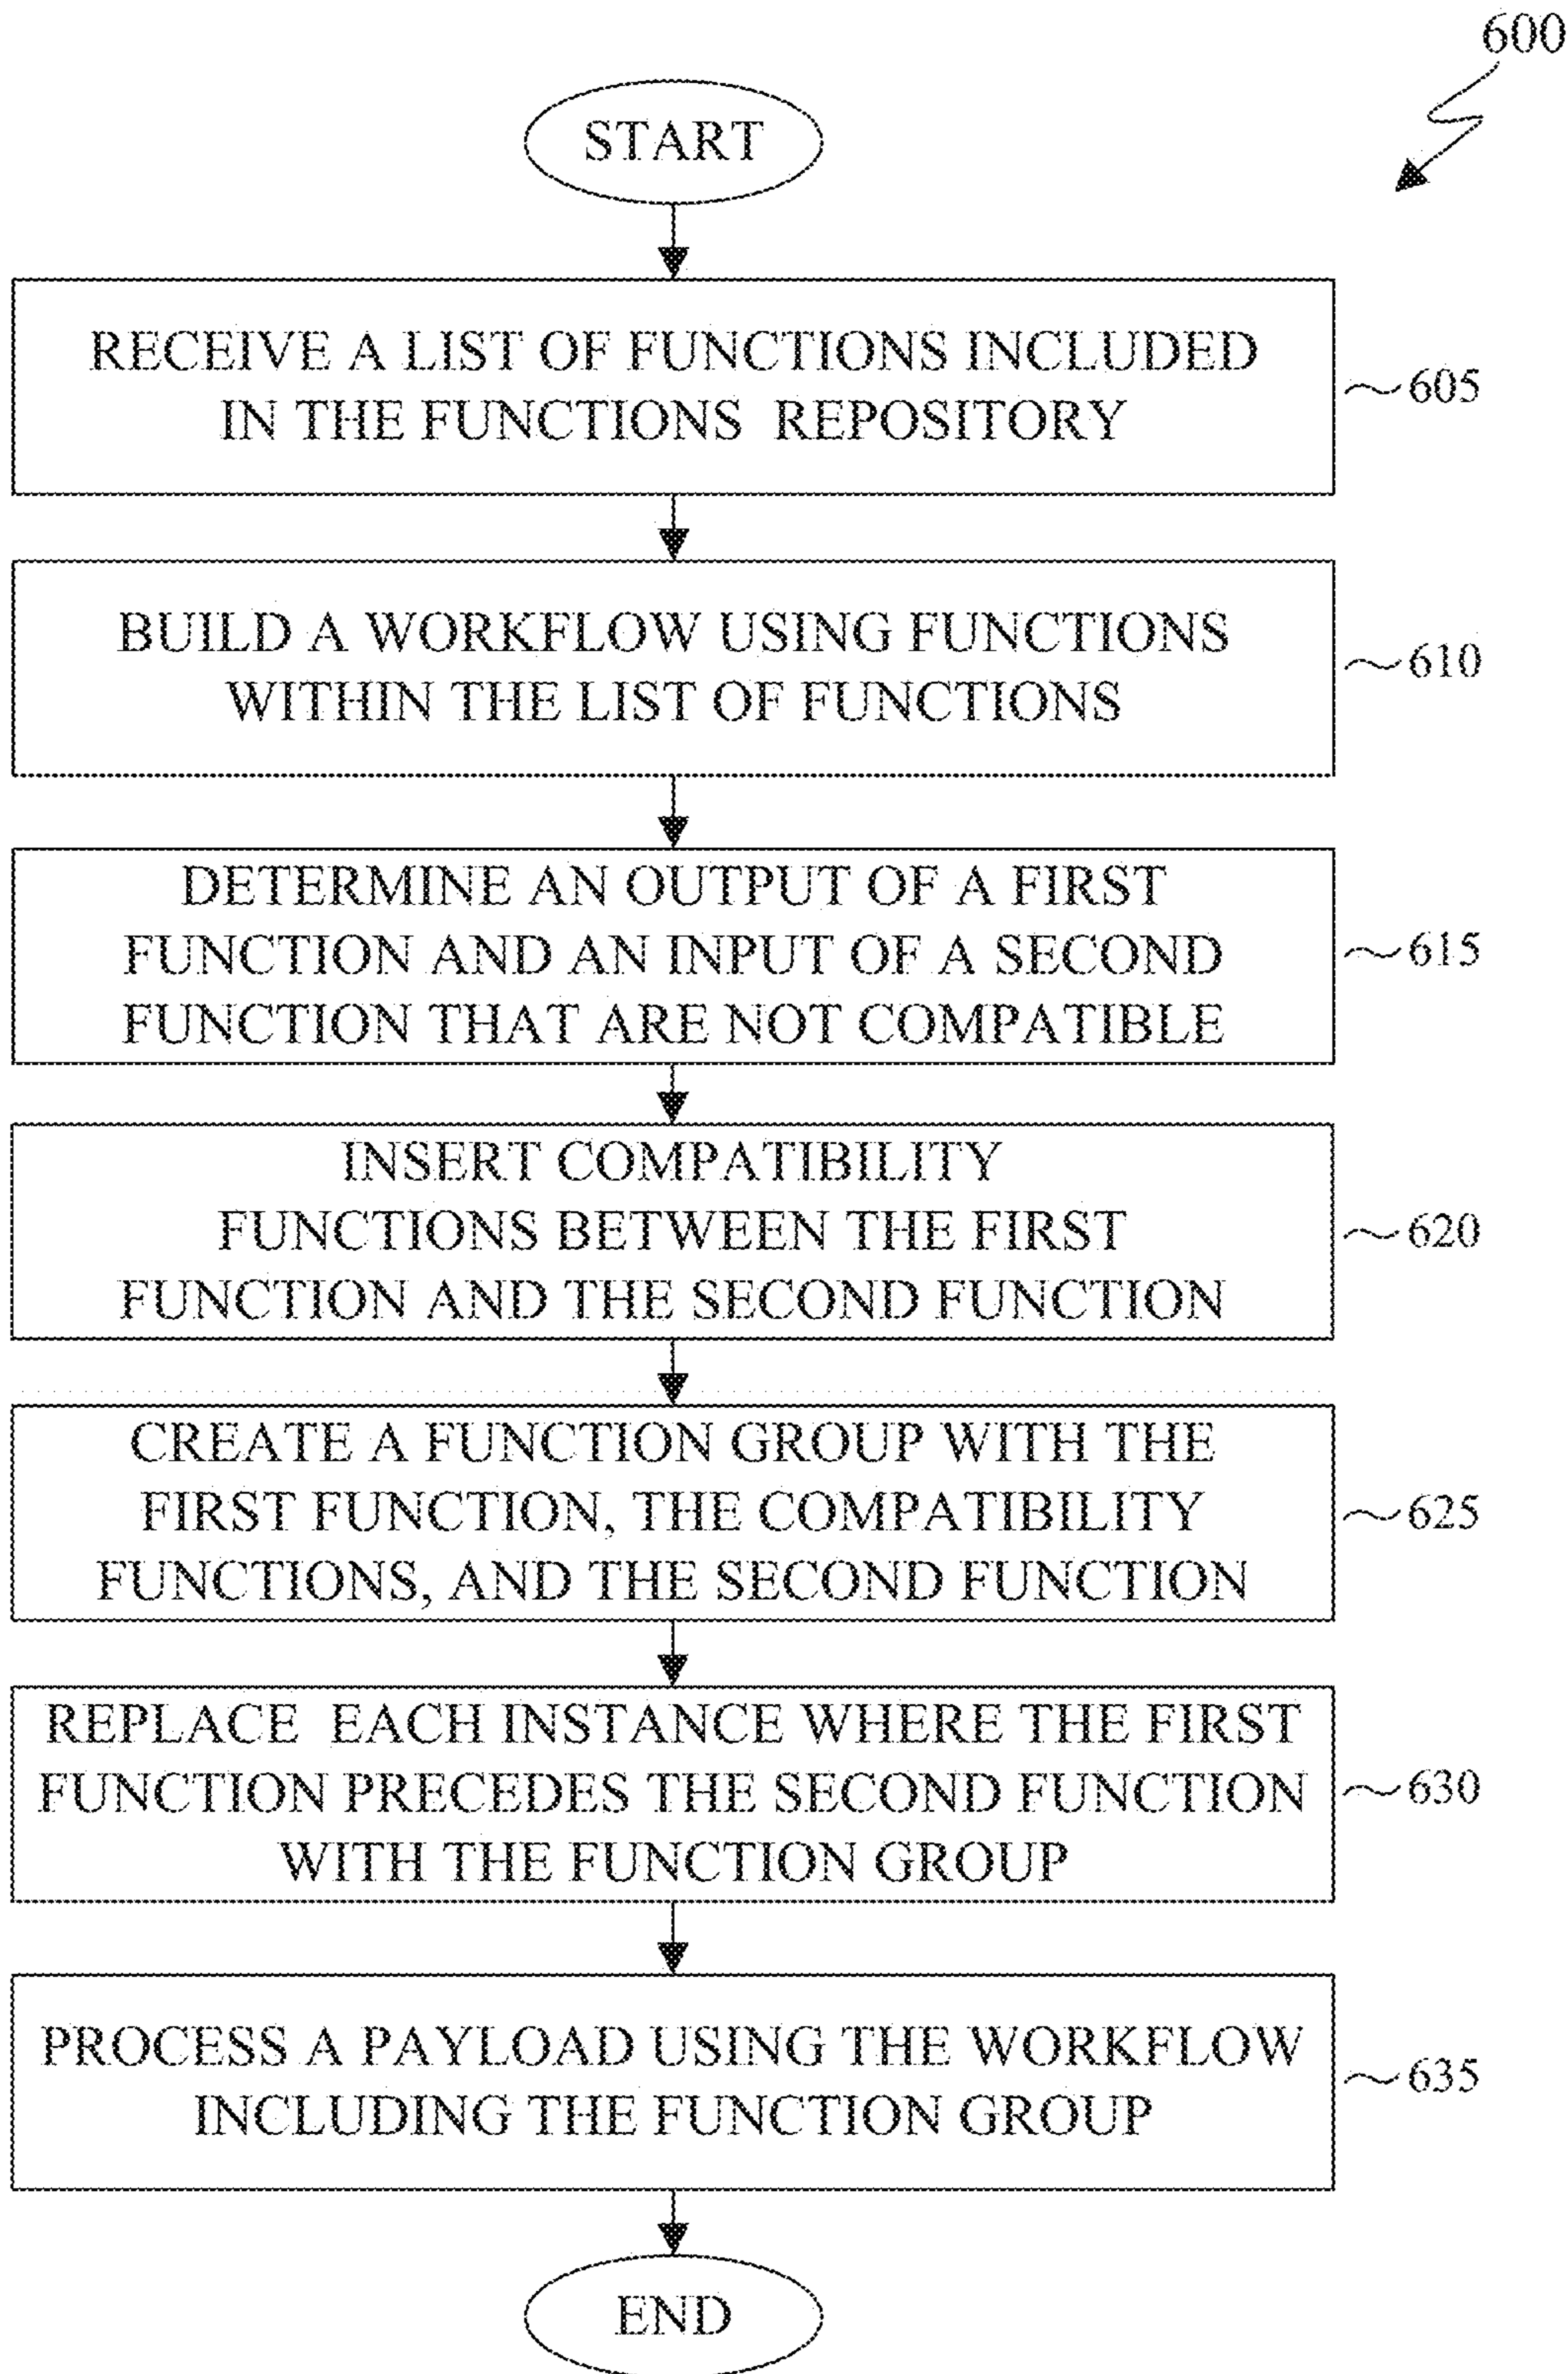 600
START
RECEIVE A LIST OF FUNCTIONS INCLUDED
IN THE FUNCTIONS REPOSITORY
605
BUILD A WORKFLOW USING FUNCTIONS
WITHIN THE LIST OF FUNCTIONS
610
DETERMINE AN OUTPUT OF A FIRST
FUNCTION AND AN INPUT OF A SECOND
FUNCTION THAT ARE NOT COMPATIBLE
615
INSERT COMPATIBILITY
FUNCTIONS BETWEEN THE FIRST
FUNCTION AND THE SECOND FUNCTION
620
CREATE A FUNCTION GROUP WITH THE
FIRST FUNCTION, THE COMPATIBILITY
FUNCTIONS, AND THE SECOND FUNCTION
625
REPLACE EACH INSTANCE WHERE THE FIRST
FUNCTION PRECEDES THE SECOND FUNCTION
WITH THE FUNCTION GROUP
630
PROCESS A PAYLOAD USING THE WORKFLOW
INCLUDING THE FUNCTION GROUP
635
END